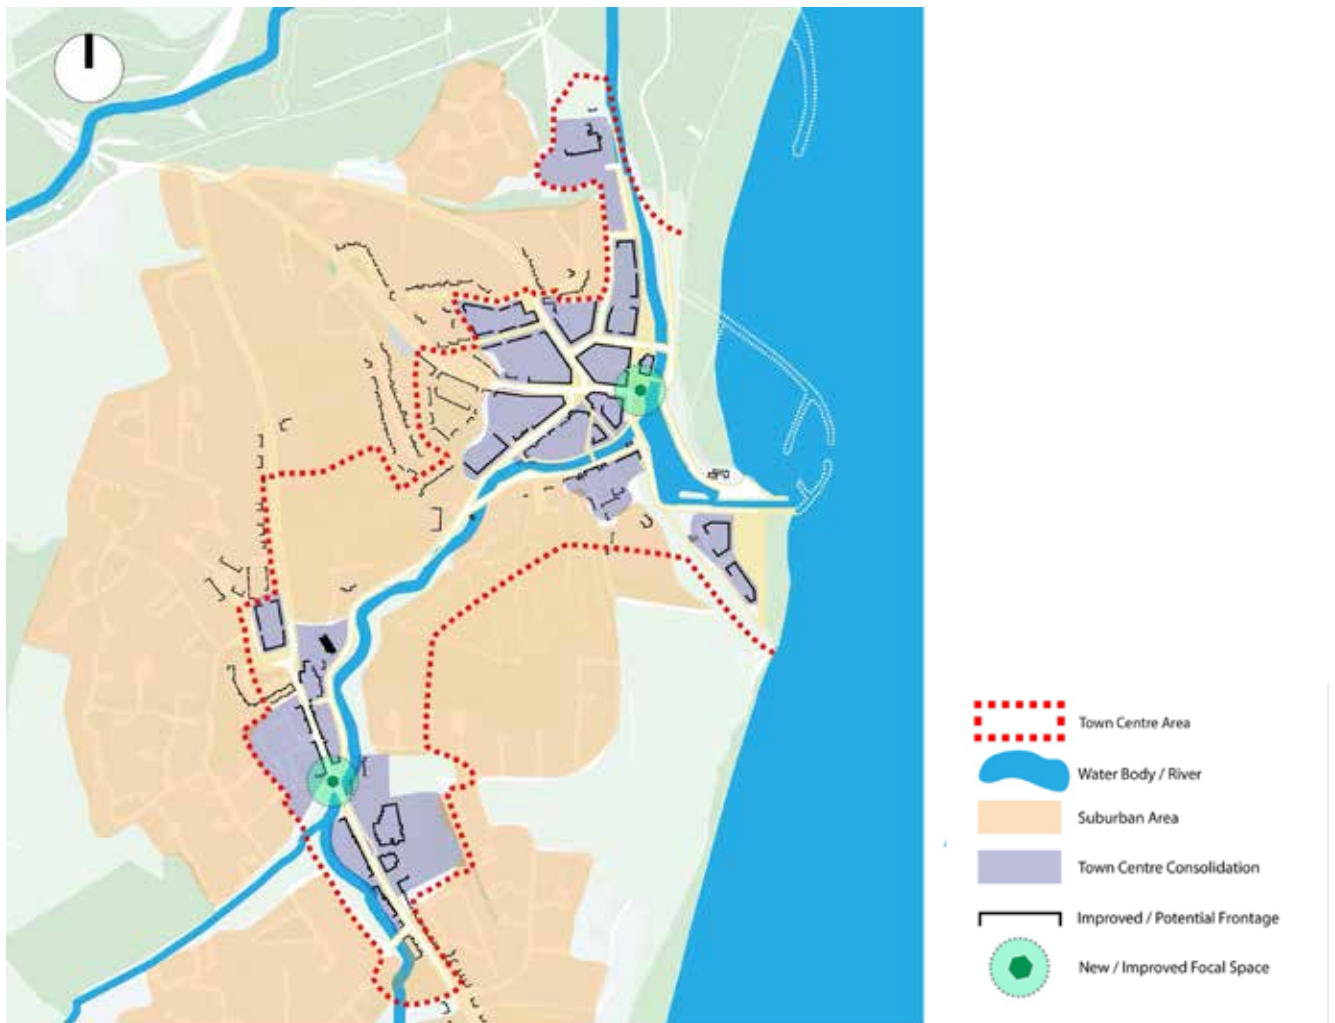 Town Centre Area
Water Body / River
Suburban Area
Town Centre Consolidation
Improved / Potential Frontage
New / Improved Focal Space